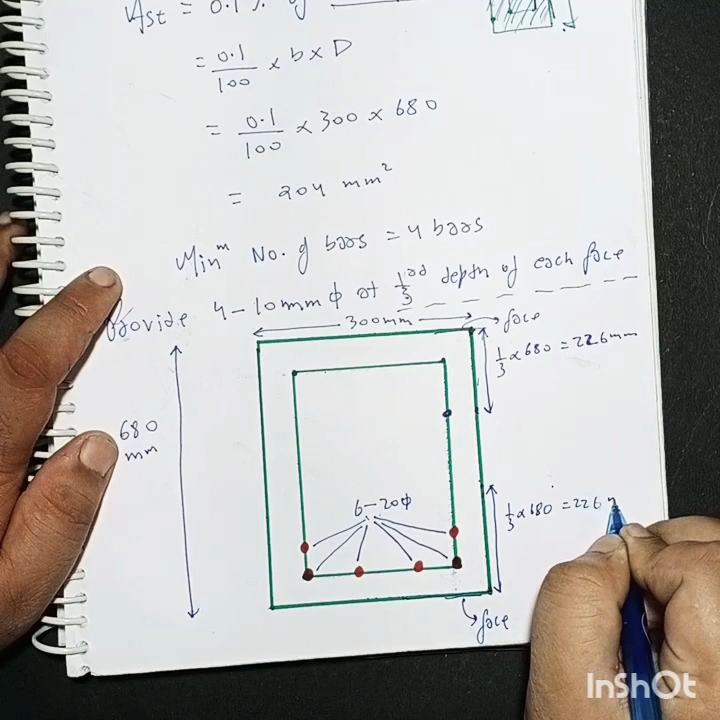 Ast = 0.1 % of
= 0.1/100 × b × D
= 0.1/100 × 300 × 680
= 204 mm²
Minᵐ No. of bars = 4 bars
Provide 4-10mm ϕ at 1/3rd depth of each face
300mm
face
1/3 × 680 = 226mm
680
mm
6-20ϕ
1/3 × 680 = 226
face
InShOt